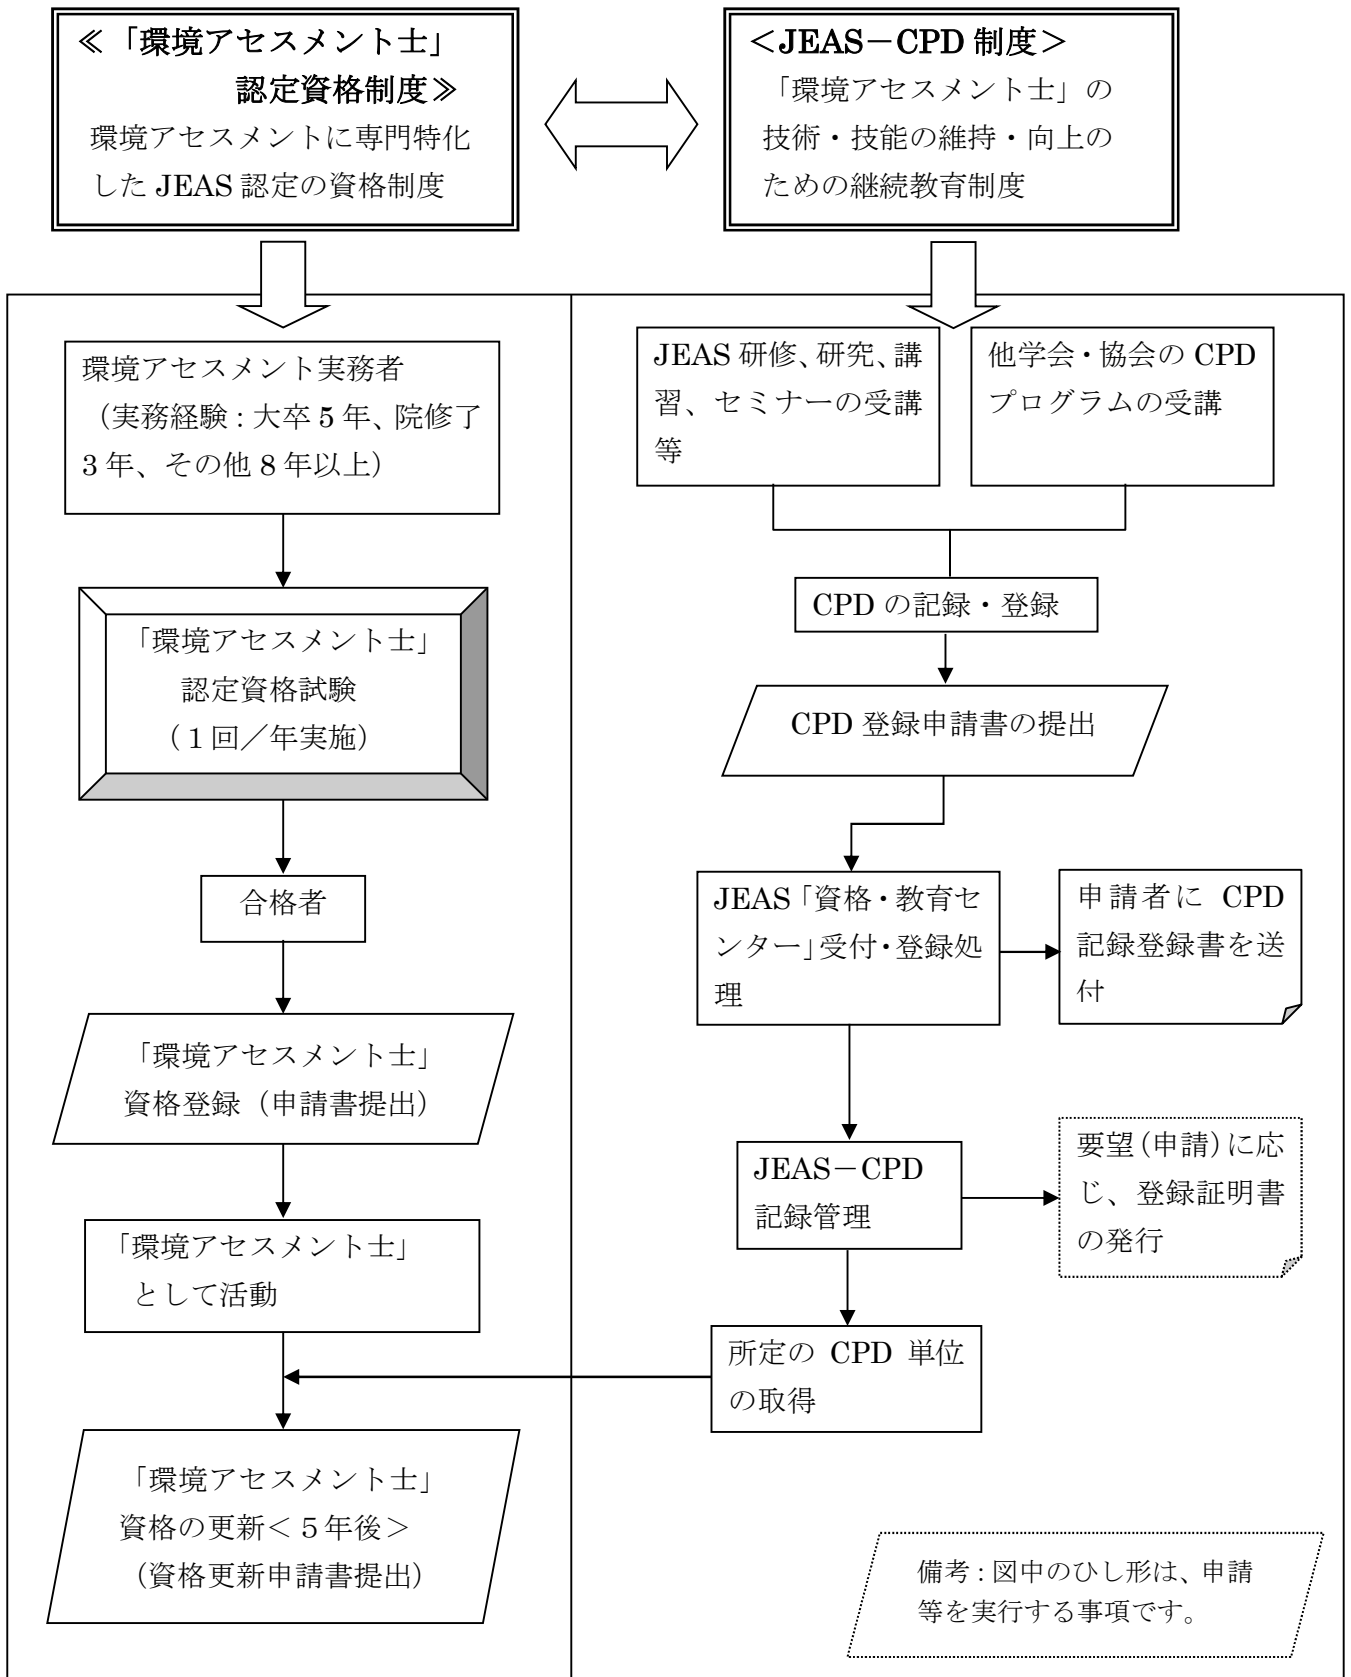 ≪「環境アセスメント士」
認定資格制度≫
環境アセスメントに専門特化
した JEAS 認定の資格制度
＜JEAS－CPD 制度＞
「環境アセスメント士」の
技術・技能の維持・向上の
ための継続教育制度
環境アセスメント実務者
（実務経験：大卒 5 年、院修了
3 年、その他 8 年以上）
「環境アセスメント士」
認定資格試験
（１回／年実施）
合格者
「環境アセスメント士」
資格登録（申請書提出）
「環境アセスメント士」
として活動
「環境アセスメント士」
資格の更新＜５年後＞
（資格更新申請書提出）
JEAS 研修、研究、講
習、セミナーの受講
等
他学会・協会の CPD
プログラムの受講
CPD の記録・登録
CPD 登録申請書の提出
JEAS「資格・教育セ
ンター」受付・登録処
理
申請者に CPD
記録登録書を送
付
JEAS－CPD
記録管理
要望（申請）に応
じ、登録証明書
の発行
所定の CPD 単位
の取得
備考：図中のひし形は、申請
等を実行する事項です。